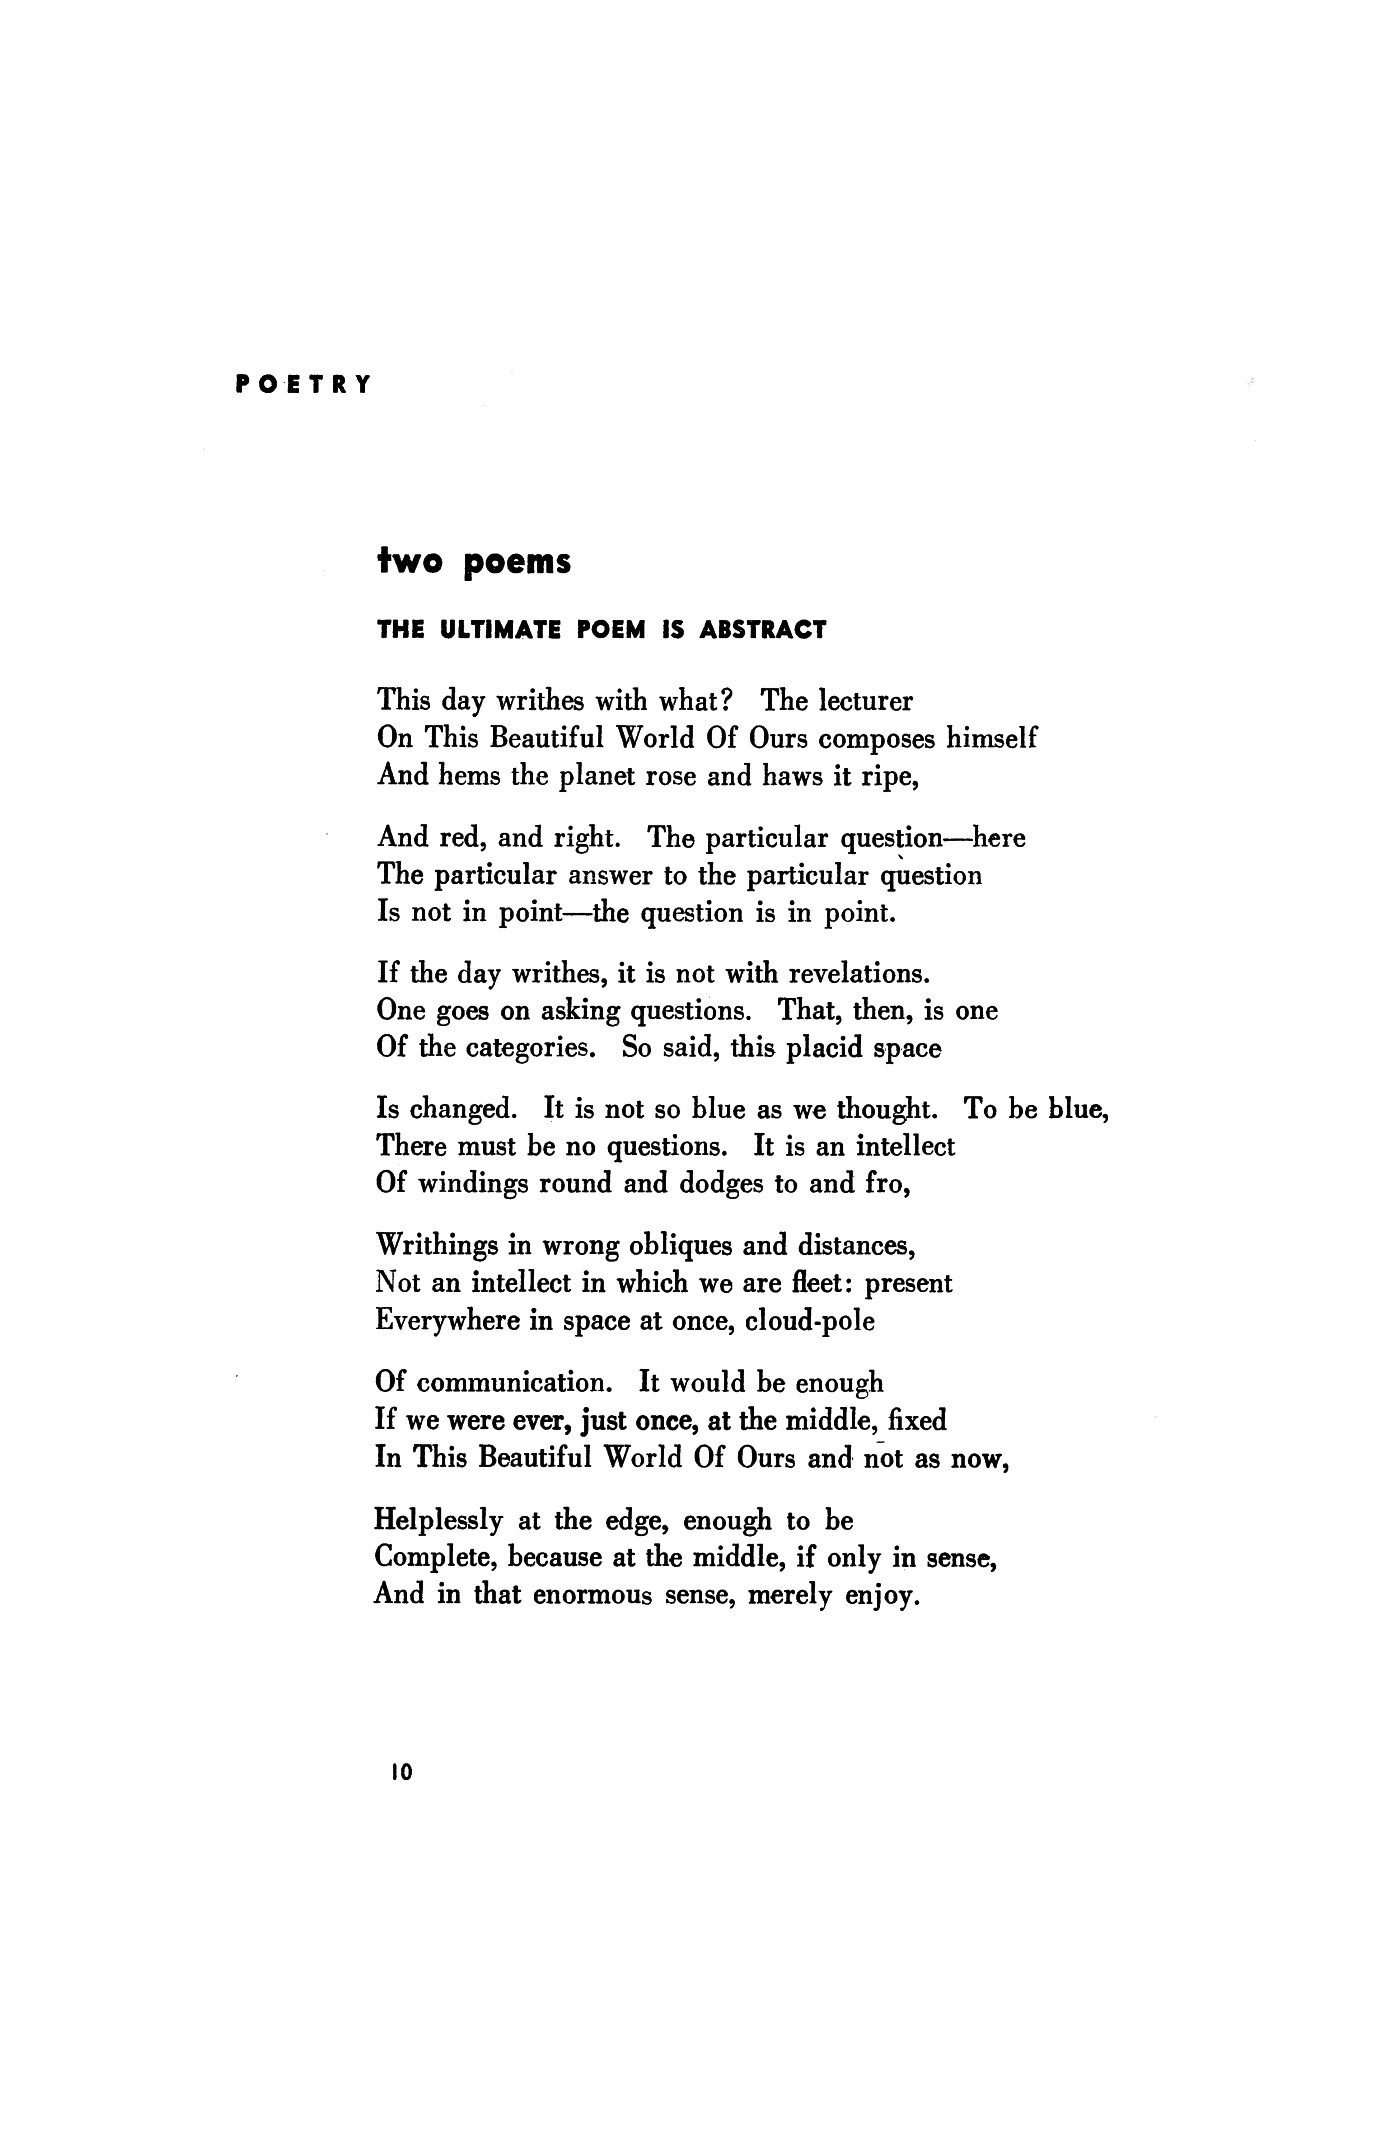 POETRY
two poems
THE ULTIMATE POEM IS ABSTRACT
This day writhes with what? The lecturer
On This Beautiful World Of Ours composes himself
And hems the planet rose and haws it ripe,
And red, and right. The particular question—here
The particular answer to the particular question
Is not in point—the question is in point.
If the day writhes, it is not with revelations.
One goes on asking questions. That, then, is one
Of the categories. So said, this placid space
Is changed. It is not so blue as we thought. To be blue,
There must be no questions. It is an intellect
Of windings round and dodges to and fro,
Writhings in wrong obliques and distances,
Not an intellect in which we are fleet: present
Everywhere in space at once, cloud-pole
Of communication. It would be enough
If we were ever, just once, at the middle, fixed
In This Beautiful World Of Ours and not as now,
Helplessly at the edge, enough to be
Complete, because at the middle, if only in sense,
And in that enormous sense, merely enjoy.
10